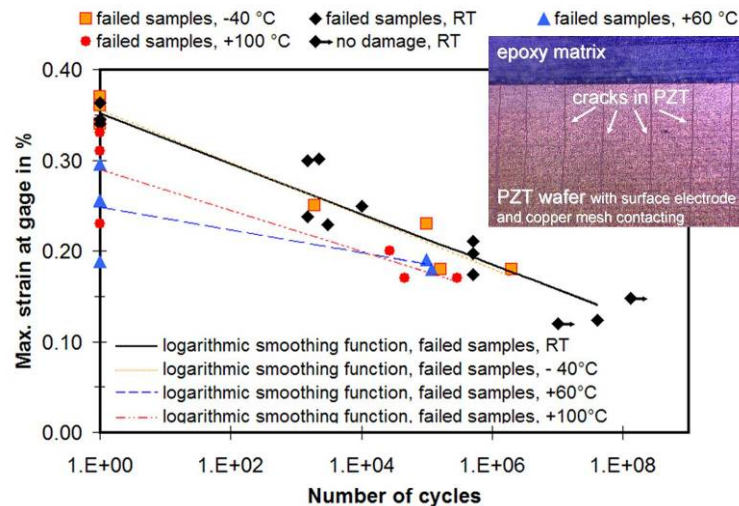 failed samples, -40 °C
failed samples, RT
failed samples, +60 °C
failed samples, +100 °C
no damage, RT
epoxy matrix
cracks in PZT
PZT wafer with surface electrode
and copper mesh contacting
Max. strain at gage in %
0.40
0.30
0.20
0.10
0.00
logarithmic smoothing function, failed samples, RT
logarithmic smoothing function, failed samples, - 40°C
logarithmic smoothing function, failed samples, +60°C
logarithmic smoothing function, failed samples, +100°C
1.E+00
1.E+02
1.E+04
1.E+06
1.E+08
Number of cycles